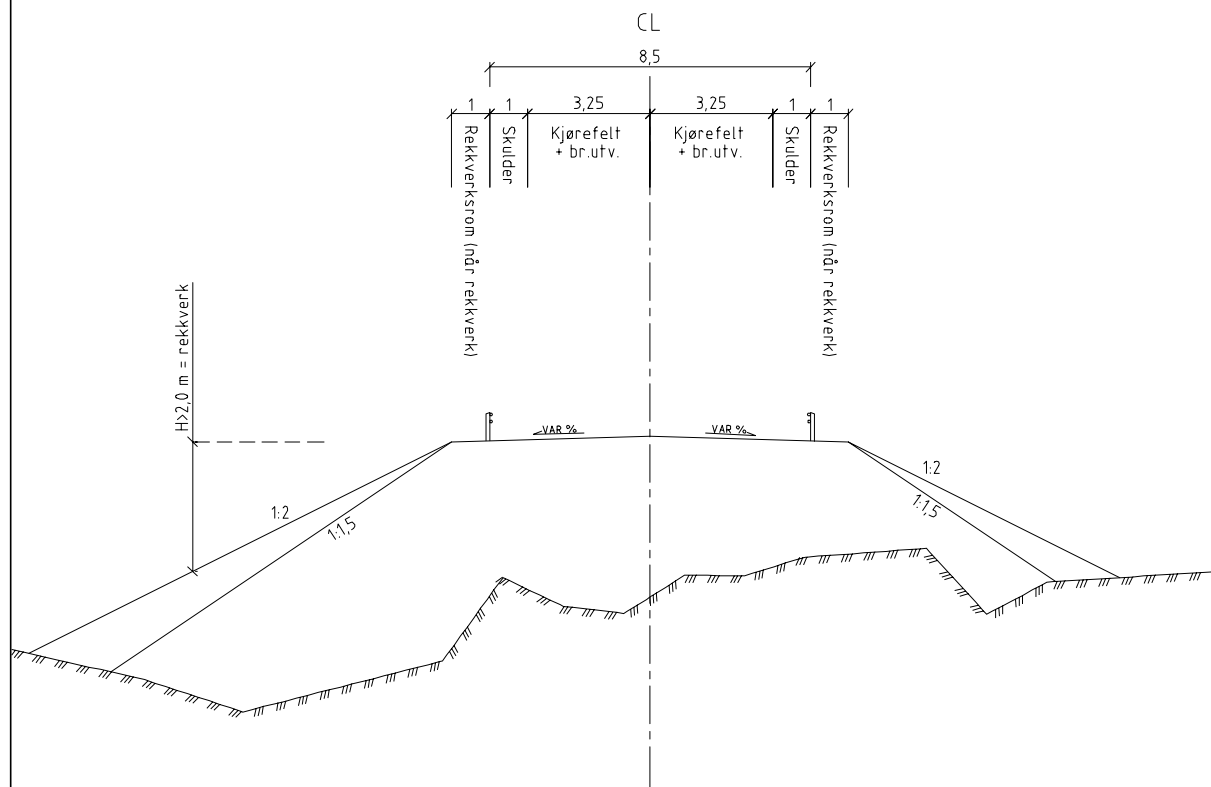 CL
8,5
1
1
3,25
3,25
1
1
Rekkverksrom (når rekkverk)
Skulder
Kjørefelt
+ br.utv.
Kjørefelt
+ br.utv.
Skulder
Rekkverksrom (når rekkverk)
H>2,0 m = rekkverk
VAR %
VAR %
1:2
1:1,5
1:2
1:1,5